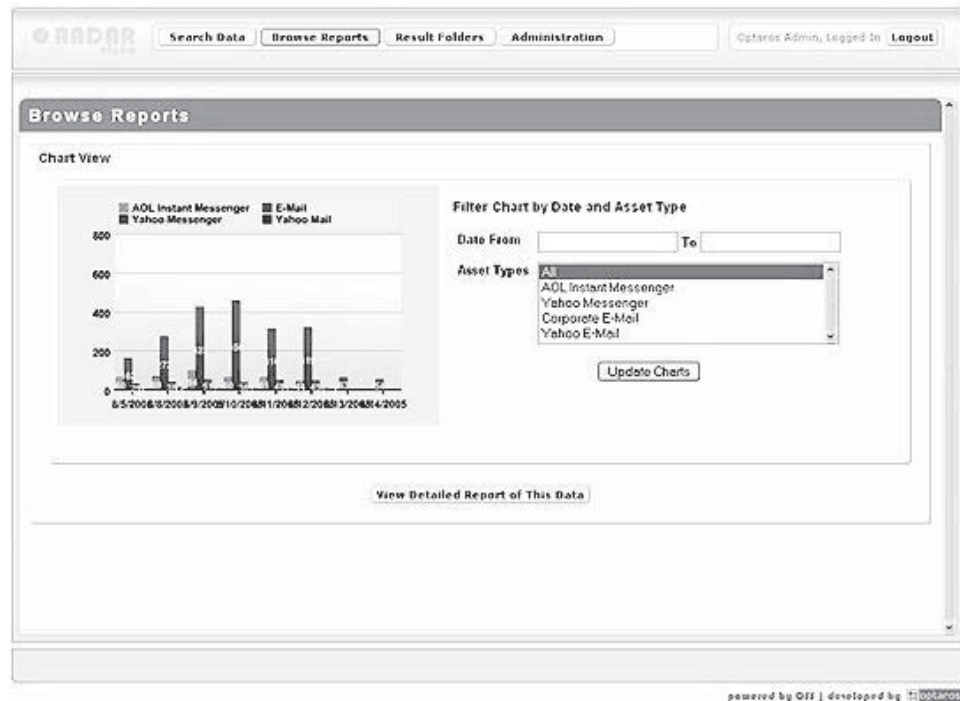 RADAR
Search Data
Browse Reports
Result Folders
Administration
Optaros Admin, Logged In
Logout
Browse Reports
Chart View
AOL Instant Messenger
E-Mail
Yahoo Messenger
Yahoo Mail
800
600
400
200
0
Filter Chart by Date and Asset Type
Date From
To
Asset Types
All
AOL Instant Messenger
Yahoo Messenger
Corporate E-Mail
Yahoo E-Mail
Update Charts
View Detailed Report of This Data
powered by | developed by optaros